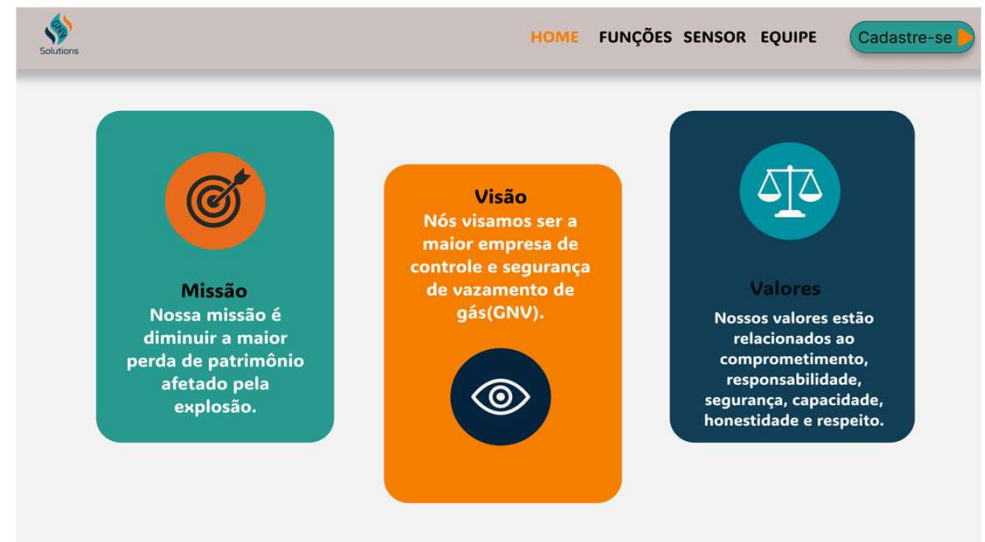 GNV
Solutions
HOME FUNÇÕES SENSOR EQUIPE Cadastre-se
Missão
Nossa missão é
diminuir a maior
perda de patrimônio
afetado pela
explosão.
Visão
Nós visamos ser a
maior empresa de
controle e segurança
de vazamento de
gás(GNV).
Valores
Nossos valores estão
relacionados ao
comprometimento,
responsabilidade,
segurança, capacidade,
honestidade e respeito.